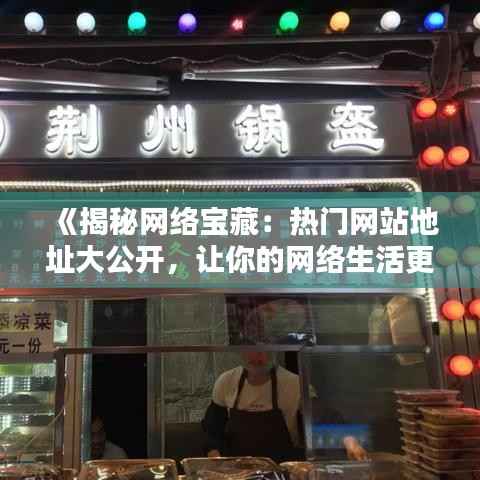 荆州锅盔
《揭秘网络宝藏：热门网站地
址大公开，让你的网络生活更
凉菜
元一份